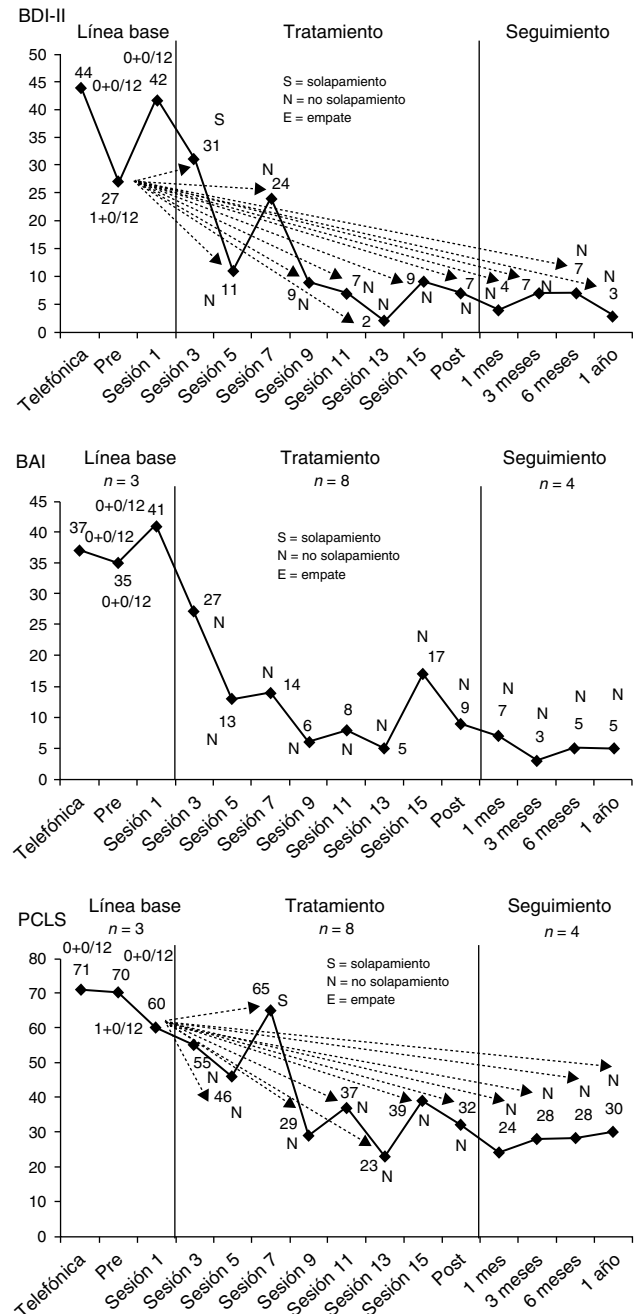 BDI-II
Línea base
Tratamiento
Seguimiento
S = solapamiento
N = no solapamiento
E = empate
50
45
40
35
30
25
20
15
10
5
0
44
0+0/12
0+0/12
42
27
1+0/12
S
31
N
11
N
24
9
N
7
N
N
2
9
N
7
N
N
4
7
N
N
7
N
3
Telefónica
Pre
Sesión 1
Sesión 3
Sesión 5
Sesión 7
Sesión 9
Sesión 11
Sesión 13
Sesión 15
Post
1 mes
3 meses
6 meses
1 año
BAI
Línea base
n = 3
Tratamiento
n = 8
Seguimiento
n = 4
S = solapamiento
N = no solapamiento
E = empate
45
40
35
30
25
20
15
10
5
0
37
0+0/12
0+0/12
41
35
0+0/12
27
N
13
N
N
14
6
N
8
N
N
5
N
17
N
9
N
7
N
3
N
5
N
5
Telefónica
Pre
Sesión 1
Sesión 3
Sesión 5
Sesión 7
Sesión 9
Sesión 11
Sesión 13
Sesión 15
Post
1 mes
3 meses
6 meses
1 año
PCLS
Línea base
n = 3
Tratamiento
n = 8
Seguimiento
n = 4
S = solapamiento
N = no solapamiento
E = empate
80
70
60
50
40
30
20
10
0
0+0/12
71
70
0+0/12
60
1+0/12
55
N
46
N
65
S
29
N
37
N
23
N
39
N
32
N
N
24
N
28
N
28
N
30
Telefónica
Pre
Sesión 1
Sesión 3
Sesión 5
Sesión 7
Sesión 9
Sesión 11
Sesión 13
Sesión 15
Post
1 mes
3 meses
6 meses
1 año